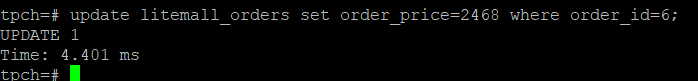 tpch=# update litemall_orders set order_price=2468 where order_id=6;
UPDATE 1
Time: 4.401 ms
tpch=#